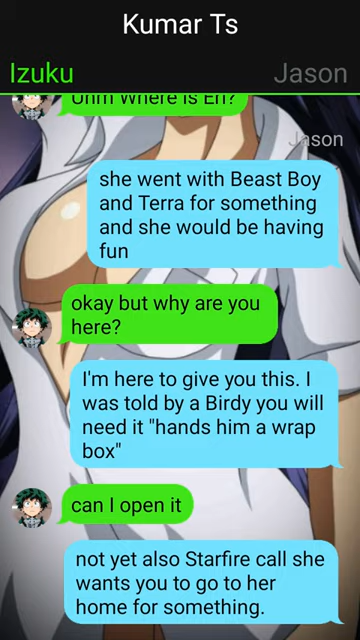 Kumar Ts
Izuku
Jason
Uhm Where is Eri?
Jason
she went with Beast Boy
and Terra for something
and she would be having
fun
okay but why are you
here?
I'm here to give you this. I
was told by a Birdy you will
need it "hands him a wrap
box"
can I open it
not yet also Starfire call she
wants you to go to her
home for something.